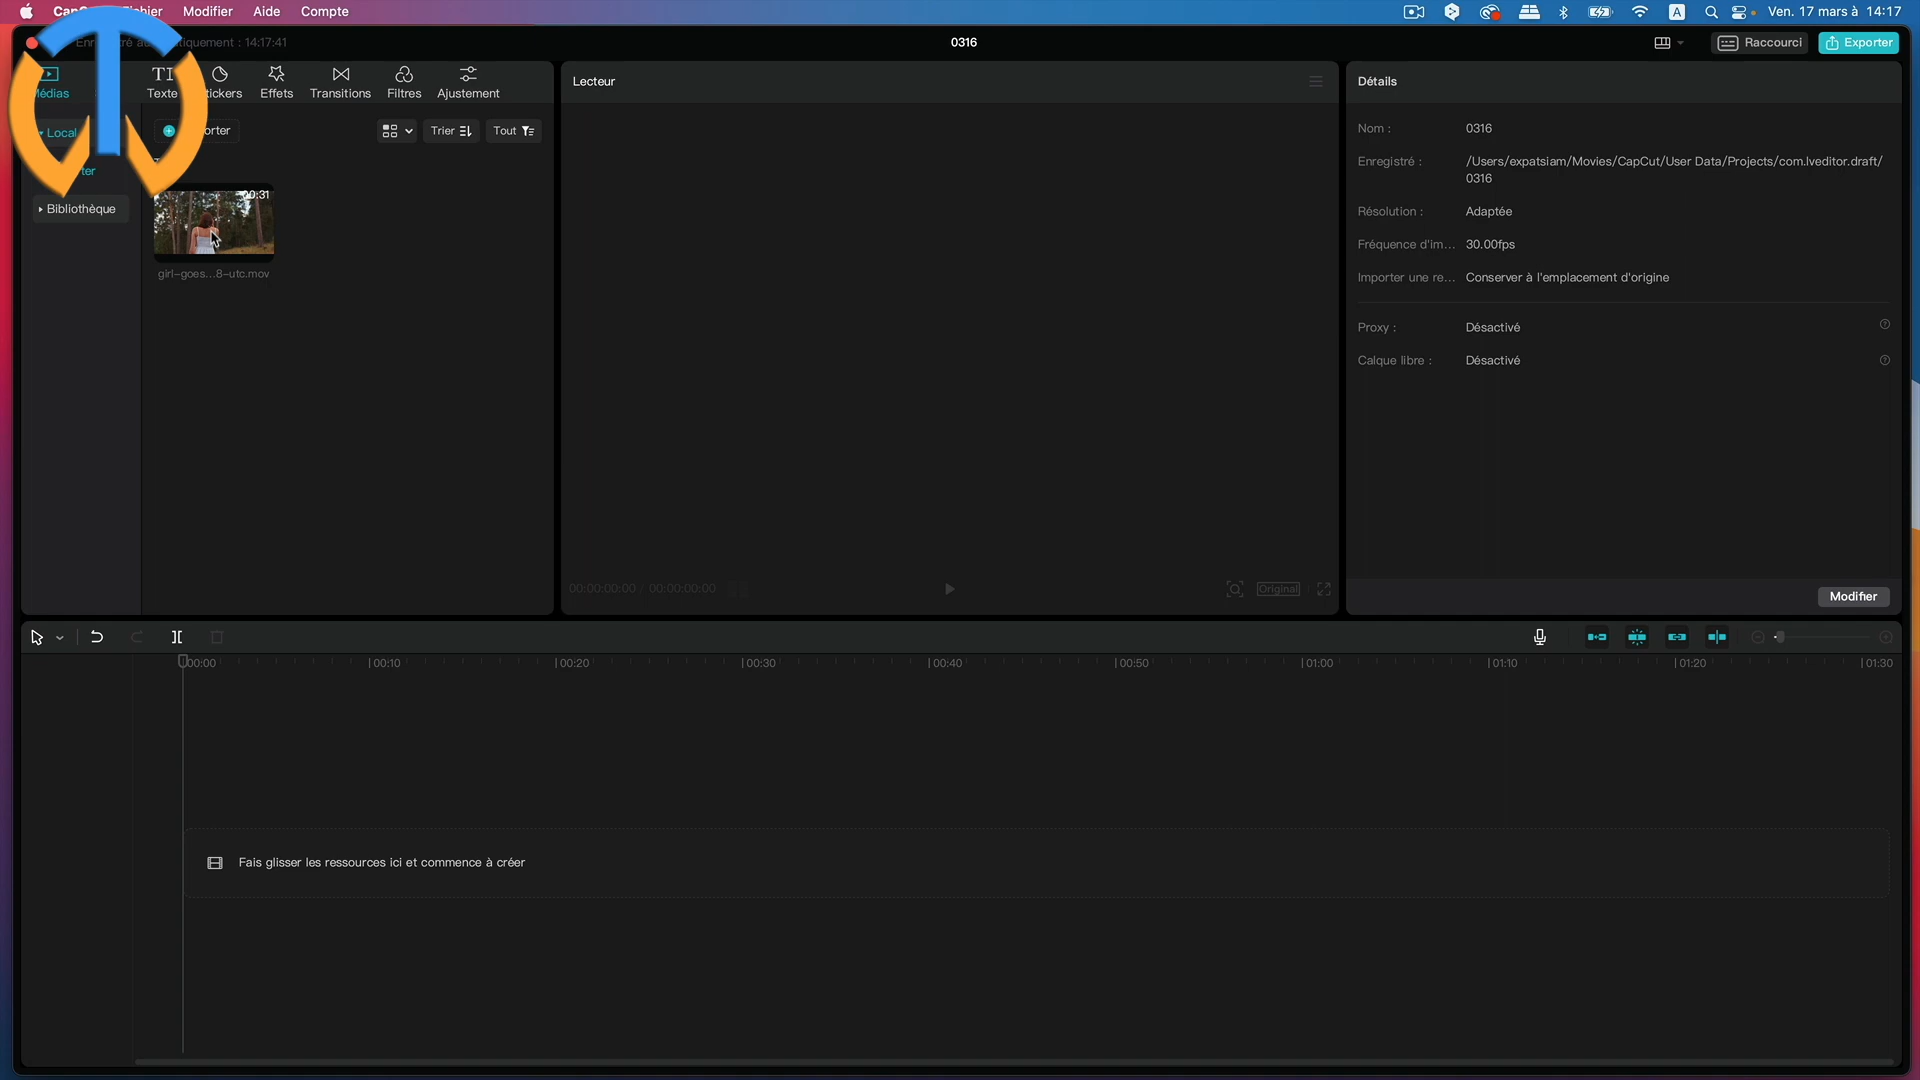 Modifier Aide Compte
A Ven. 17 mars à 14:17
: 14:17:41
0316
Raccourci Exporter
Texte Effets Transitions Filtres Ajustement
Local
Trier Tout
Bibliothèque
00:31
girl-goes...8-utc.mov
Lecteur
00:00:00:00 / 00:00:00:00
Original
Détails
Nom : 0316
Enregistré : /Users/expatsiam/Movies/CapCut/User Data/Projects/com.lveditor.draft/
0316
Résolution : Adaptée
Fréquence d'im... 30.00fps
Importer une re... Conserver à l'emplacement d'origine
Proxy : Désactivé
Calque libre : Désactivé
Modifier
00:00 00:10 00:20 00:30 00:40 00:50 01:00 01:10 01:20 01:30
Fais glisser les ressources ici et commence à créer